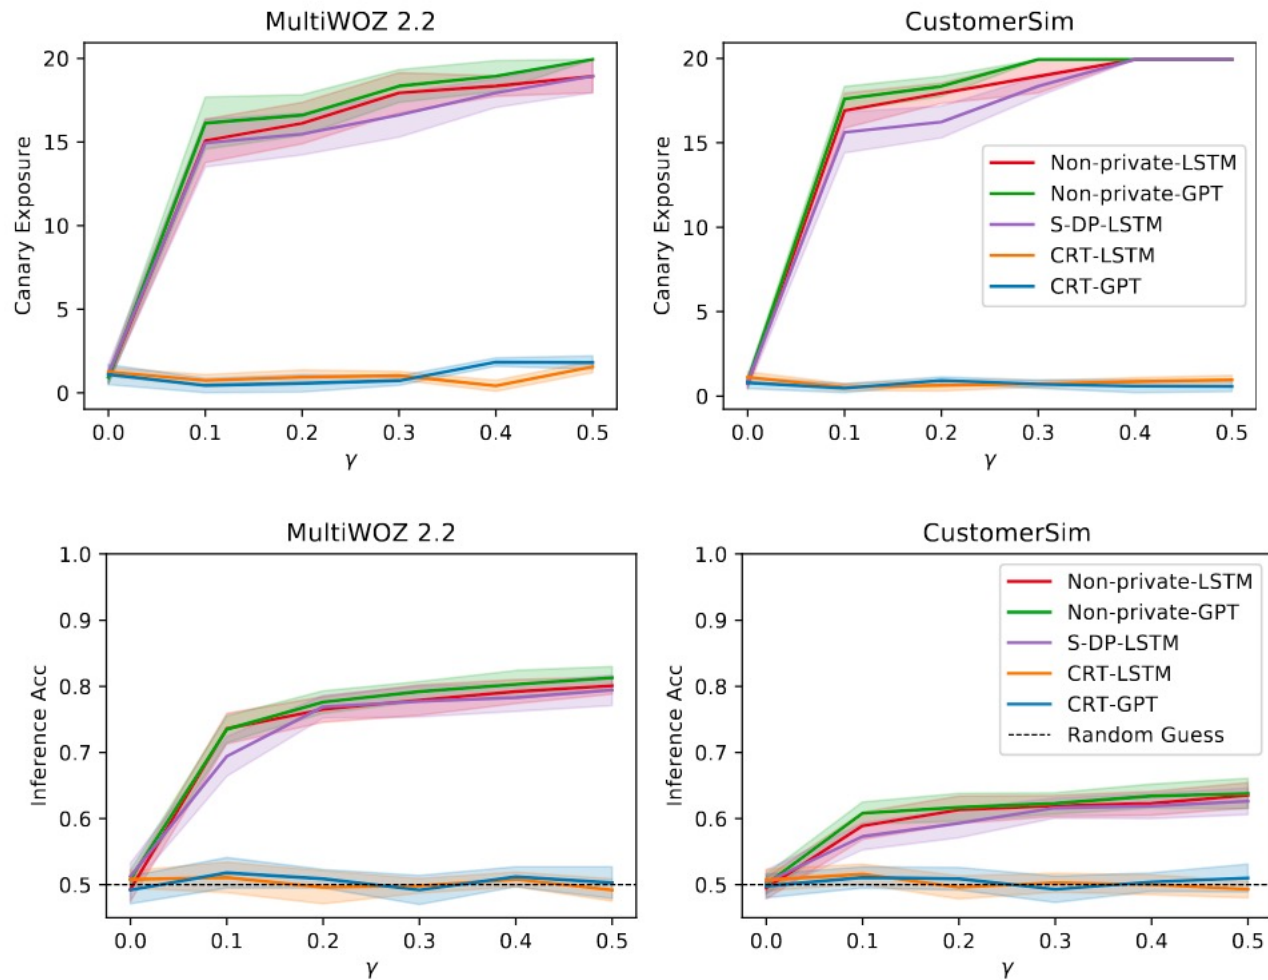 MultiWOZ 2.2
Canary Exposure
20
15
10
5
0
0.0 0.1 0.2 0.3 0.4 0.5
γ
CustomerSim
Canary Exposure
20
15
10
5
0
0.0 0.1 0.2 0.3 0.4 0.5
γ
Non-private-LSTM
Non-private-GPT
S-DP-LSTM
CRT-LSTM
CRT-GPT
MultiWOZ 2.2
Inference Acc
1.0
0.9
0.8
0.7
0.6
0.5
0.0 0.1 0.2 0.3 0.4 0.5
γ
CustomerSim
Inference Acc
1.0
0.9
0.8
0.7
0.6
0.5
0.0 0.1 0.2 0.3 0.4 0.5
γ
Non-private-LSTM
Non-private-GPT
S-DP-LSTM
CRT-LSTM
CRT-GPT
Random Guess